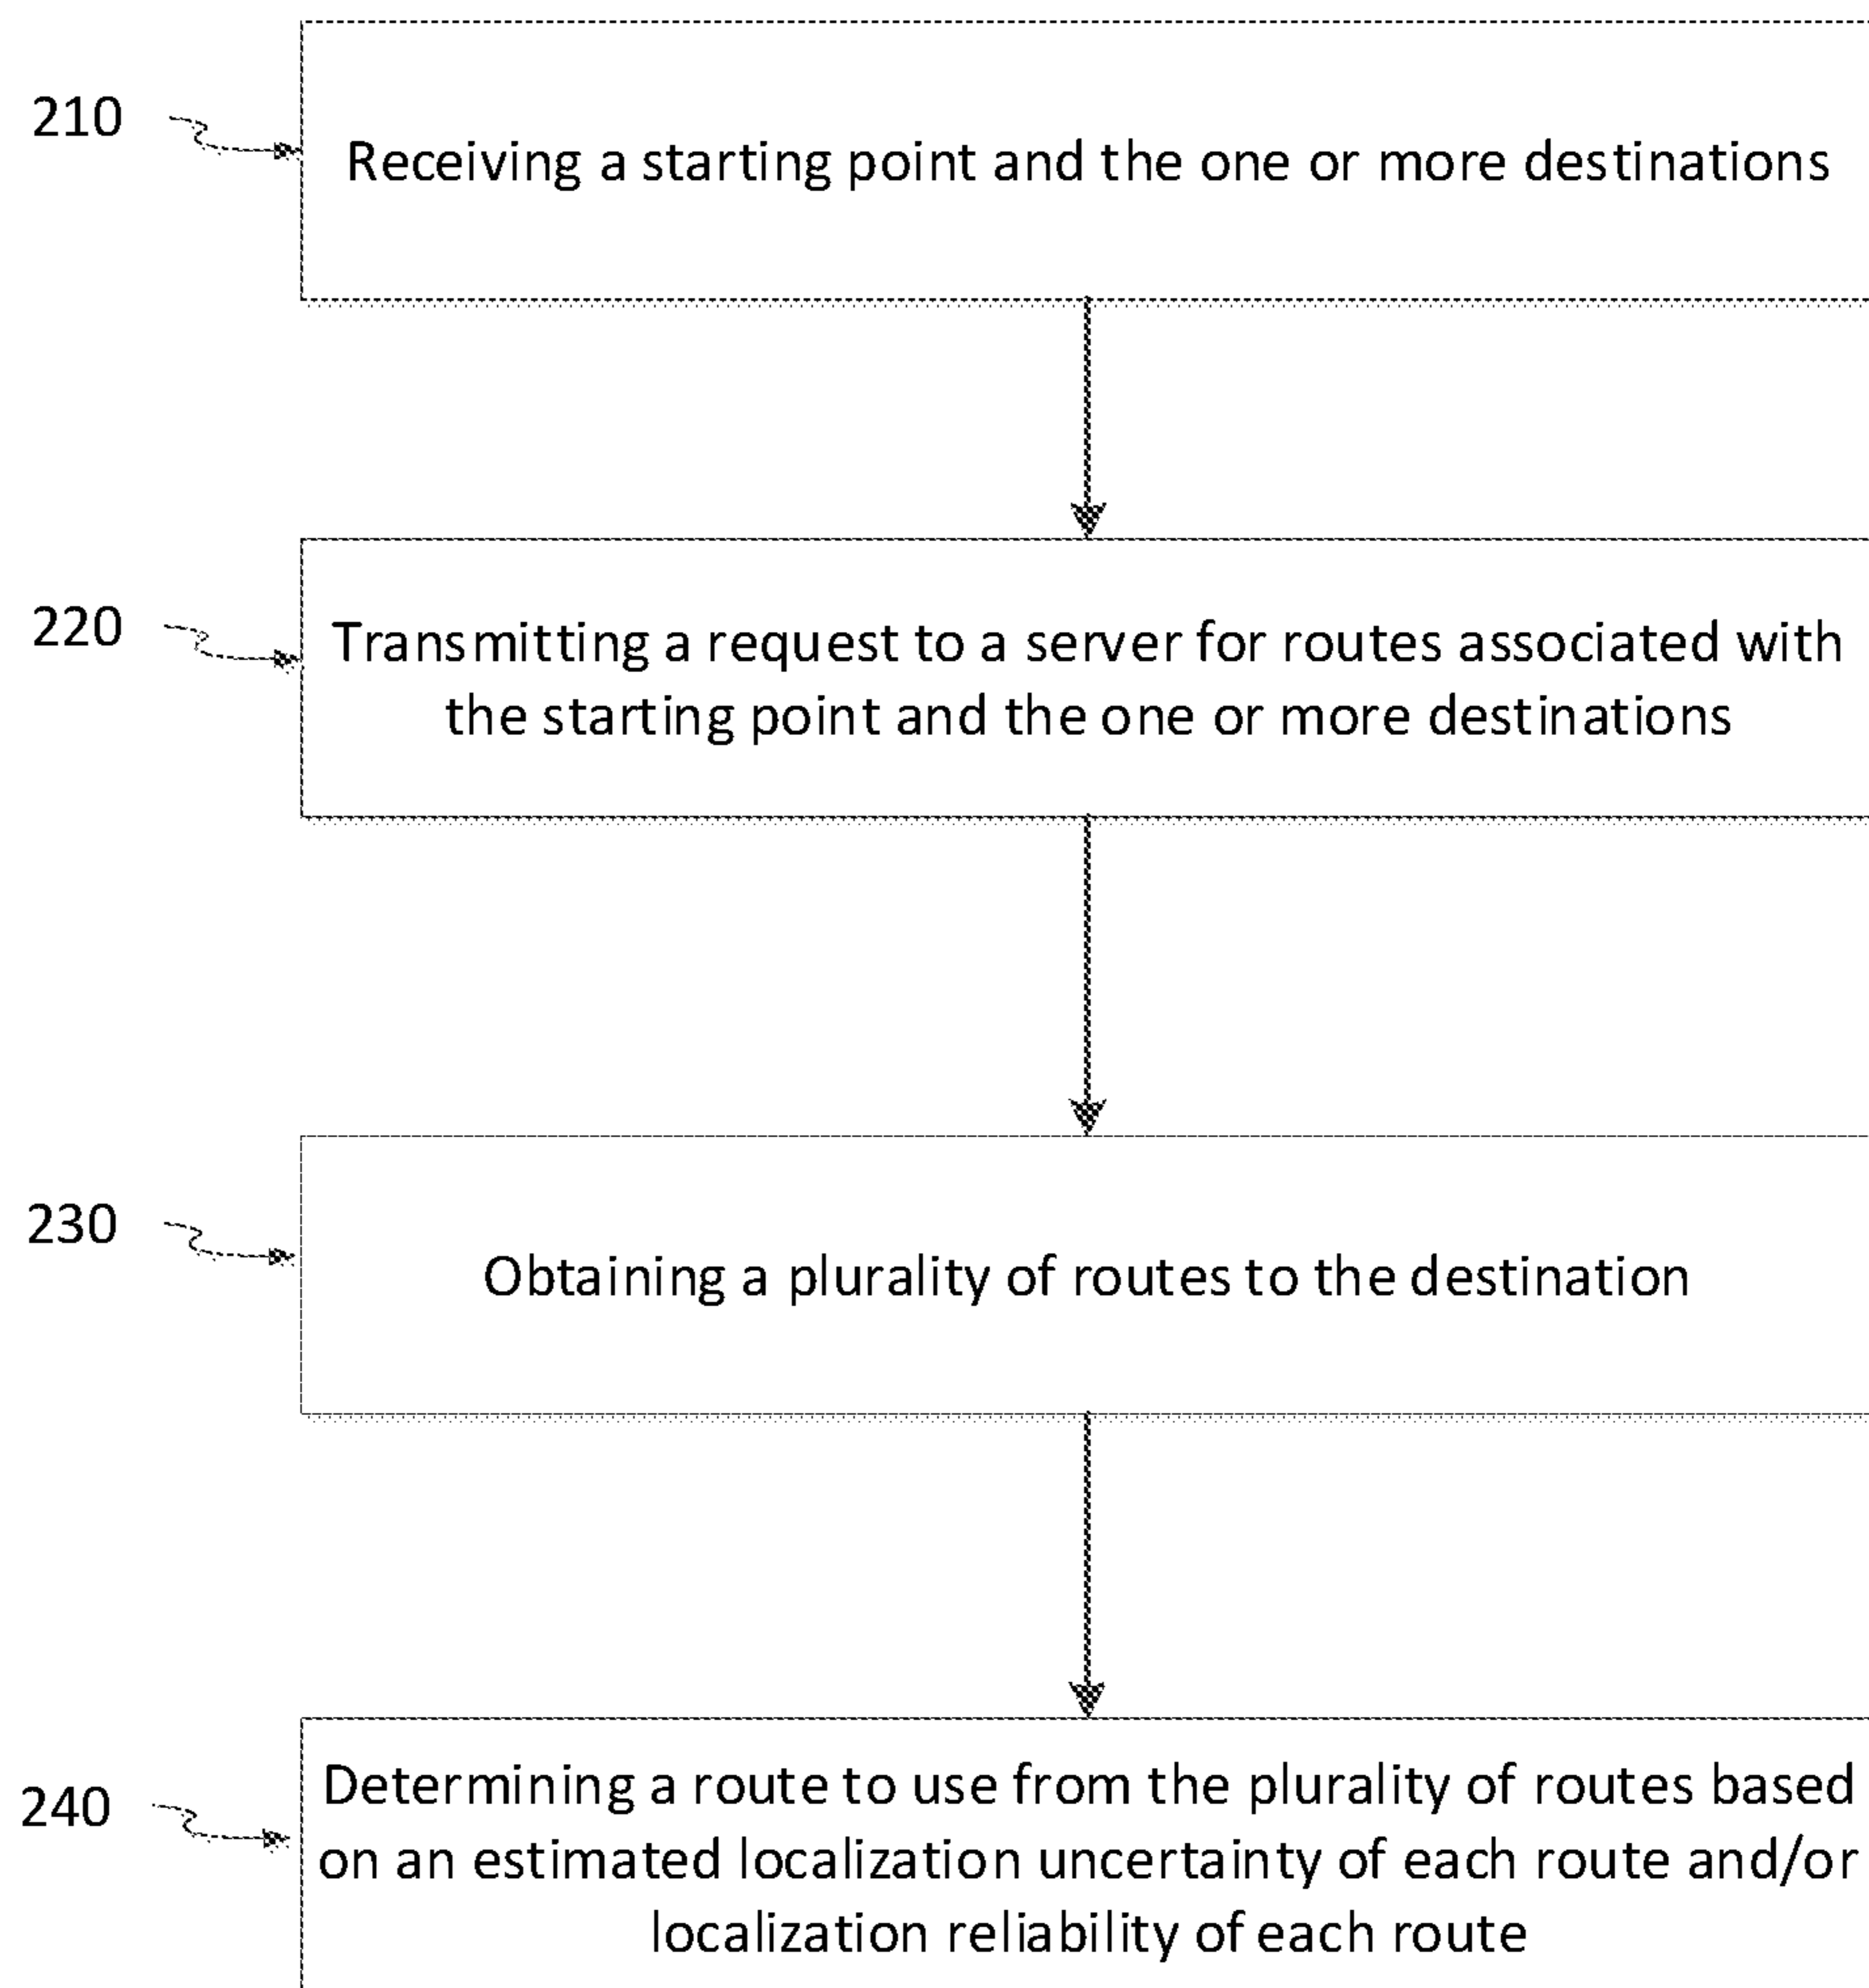 210
Receiving a starting point and the one or more destinations
220
Transmitting a request to a server for routes associated with
the starting point and the one or more destinations
230
Obtaining a plurality of routes to the destination
240
Determining a route to use from the plurality of routes based
on an estimated localization uncertainty of each route and/or
localization reliability of each route